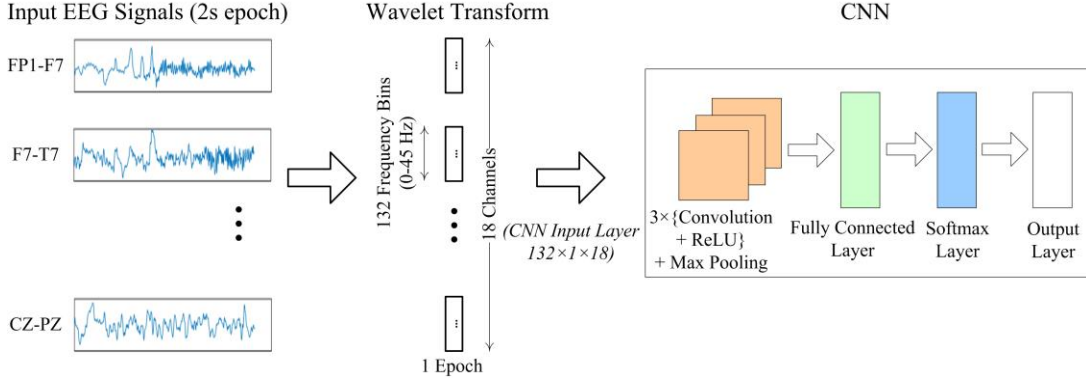 Input EEG Signals (2s epoch)
FP1-F7
F7-T7
CZ-PZ
Wavelet Transform
132 Frequency Bins
(0-45 Hz)
18 Channels
1 Epoch
(CNN Input Layer
132×1×18)
CNN
3×{Convolution
+ ReLU}
+ Max Pooling
Fully Connected
Layer
Softmax
Layer
Output
Layer